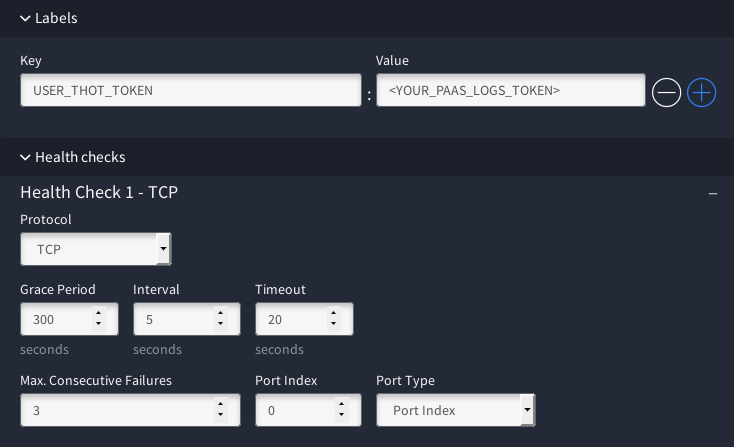 Labels
Key Value
USER_THOT_TOKEN : <YOUR_PAAS_LOGS_TOKEN>
Health checks
Health Check 1 - TCP
Protocol
TCP
Grace Period Interval Timeout
300 5 20
seconds seconds seconds
Max. Consecutive Failures Port Index Port Type
3 0 Port Index